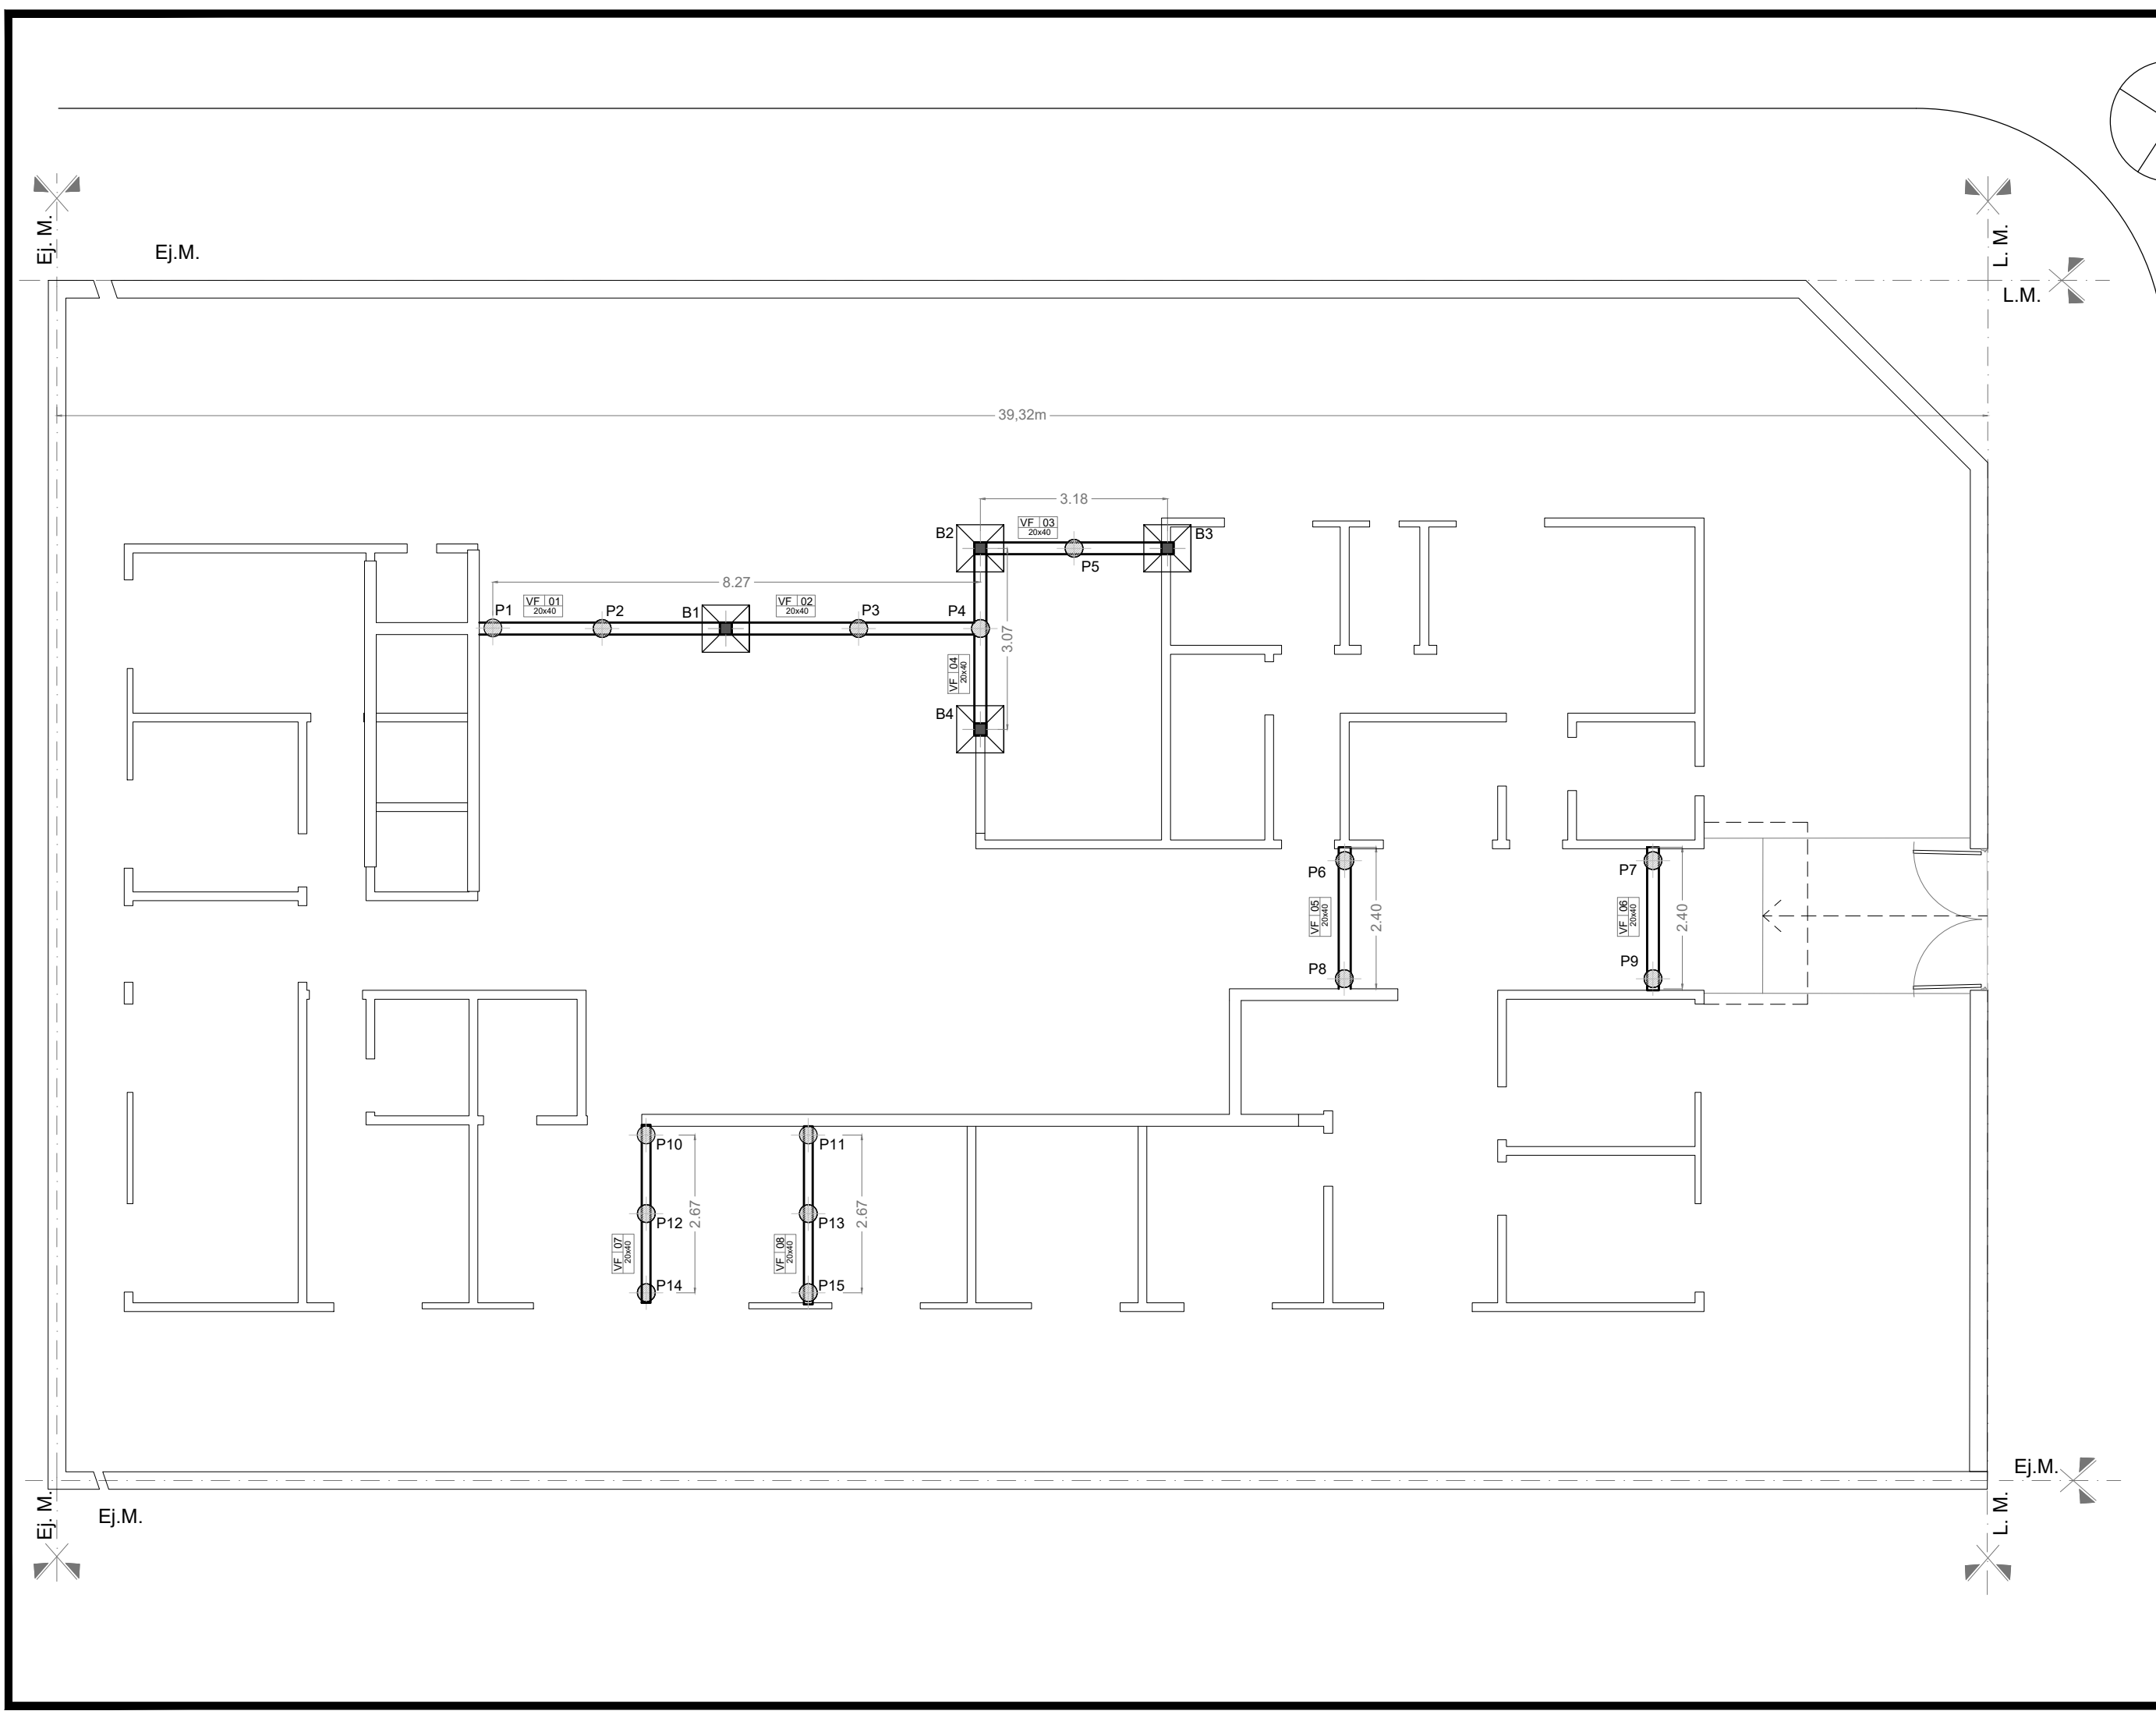 Ej. M.
Ej.M.
L. M.
L.M.
39,32m
3.18
B2
VF 03
20x40
B3
P5
8.27
P1
VF 01
20x40
P2
B1
VF 02
20x40
P3
P4
3.07
VF 04
20x40
B4
P6
P7
VF 05
20x40
2.40
VF 06
20x40
2.40
P8
P9
P10
P11
2.67
2.67
P12
P13
VF 07
20x40
VF 08
20x40
P14
P15
Ej.M.
Ej. M.
Ej.M.
L. M.